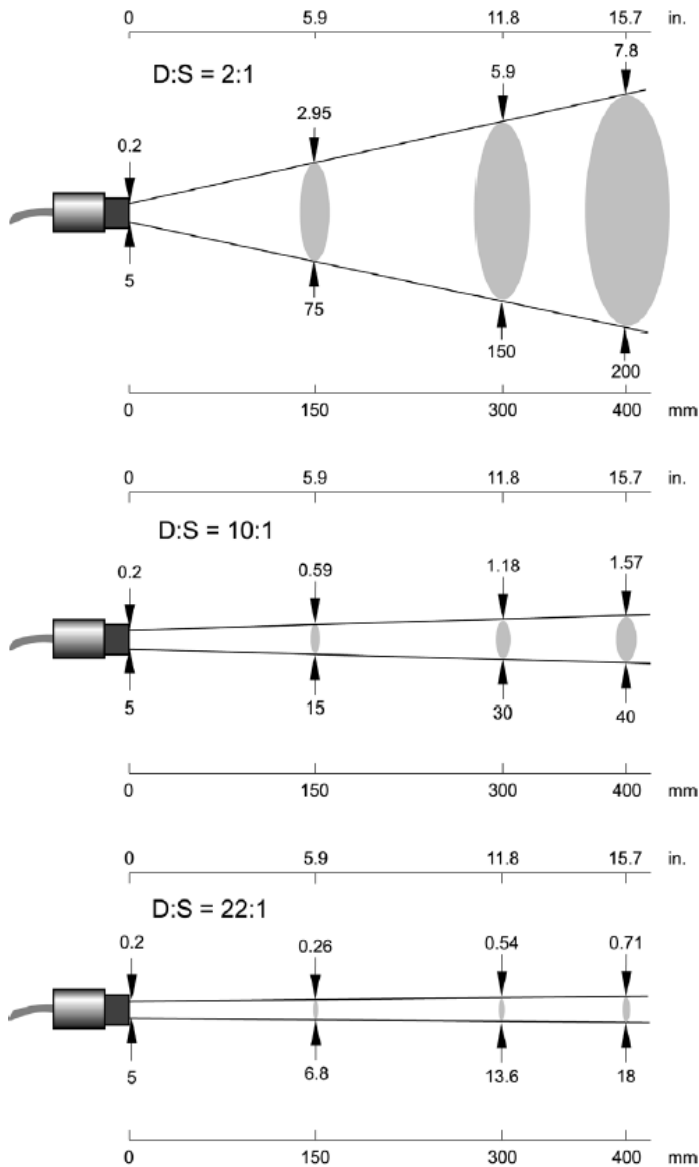 0 5.9 11.8 15.7 in.
7.8
D:S = 2:1
5.9
2.95
0.2
5
75
150
200
0 150 300 400 mm
0 5.9 11.8 15.7 in.
D:S = 10:1
0.2 0.59 1.18 1.57
5 15 30 40
0 150 300 400 mm
0 5.9 11.8 15.7 in.
D:S = 22:1
0.2 0.26 0.54 0.71
5 6.8 13.6 18
0 150 300 400 mm